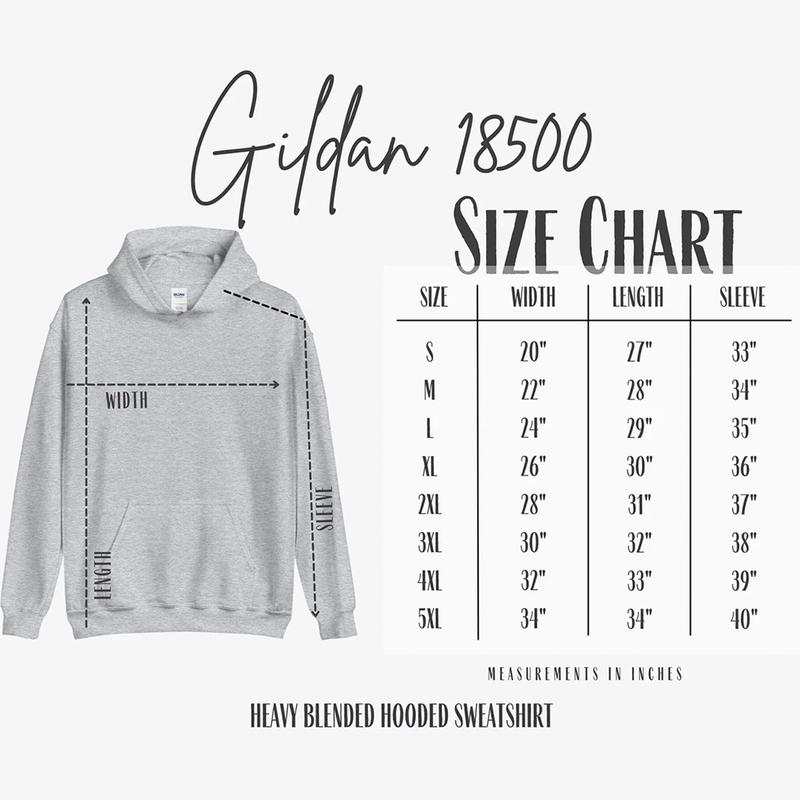 Gildan 18500
SIZE CHART
SIZE WIDTH LENGTH SLEEVE
S 20" 27" 33"
M 22" 28" 34"
L 24" 29" 35"
XL 26" 30" 36"
2XL 28" 31" 37"
3XL 30" 32" 38"
4XL 32" 33" 39"
5XL 34" 34" 40"
WIDTH
SLEEVE
LENGTH
MEASUREMENTS IN INCHES
HEAVY BLENDED HOODED SWEATSHIRT